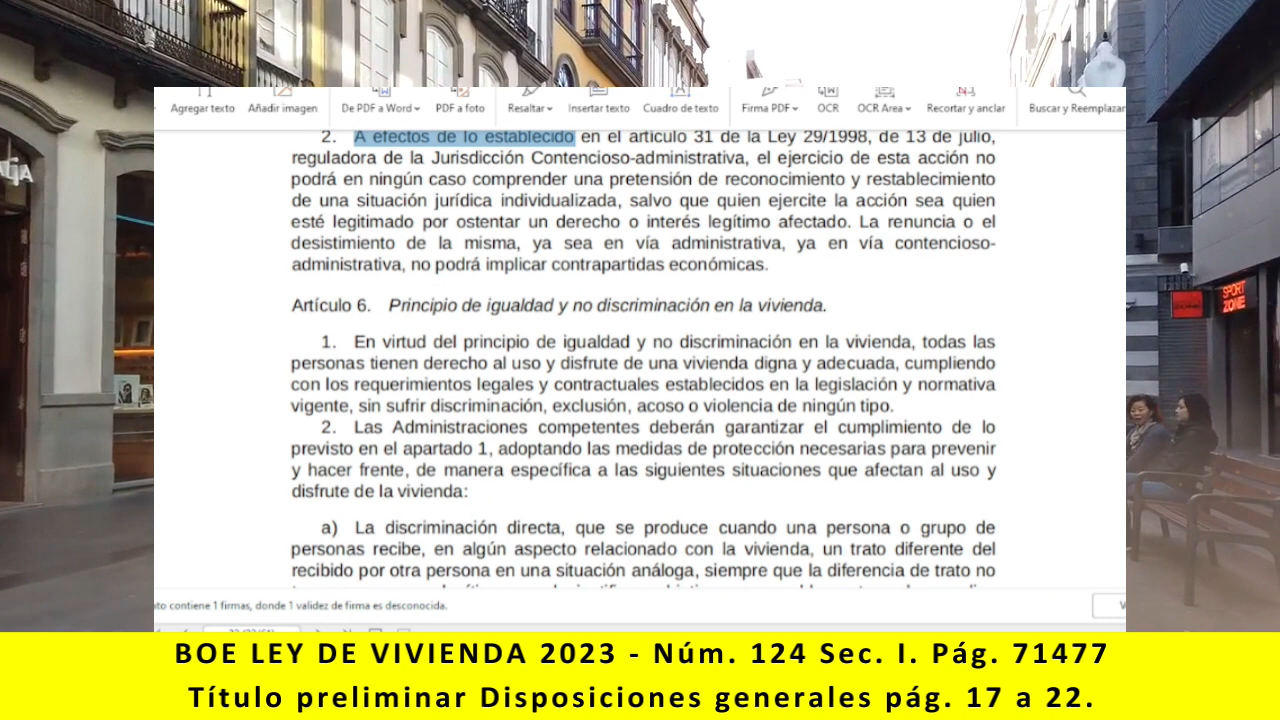 Agregar texto Añadir imagen De PDF a Word PDF a foto Resaltar Insertar texto Cuadro de texto Firma PDF OCR OCR Area Recortar y anclar Buscar y Reemplazar
2. A efectos de lo establecido en el artículo 31 de la Ley 29/1998, de 13 de julio,
reguladora de la Jurisdicción Contencioso-administrativa, el ejercicio de esta acción no
podrá en ningún caso comprender una pretensión de reconocimiento y restablecimiento
de una situación jurídica individualizada, salvo que quien ejercite la acción sea quien
esté legitimado por ostentar un derecho o interés legítimo afectado. La renuncia o el
desistimiento de la misma, ya sea en vía administrativa, ya en vía contencioso-
administrativa, no podrá implicar contrapartidas económicas.
Artículo 6. Principio de igualdad y no discriminación en la vivienda.
1. En virtud del principio de igualdad y no discriminación en la vivienda, todas las
personas tienen derecho al uso y disfrute de una vivienda digna y adecuada, cumpliendo
con los requerimientos legales y contractuales establecidos en la legislación y normativa
vigente, sin sufrir discriminación, exclusión, acoso o violencia de ningún tipo.
2. Las Administraciones competentes deberán garantizar el cumplimiento de lo
previsto en el apartado 1, adoptando las medidas de protección necesarias para prevenir
y hacer frente, de manera específica a las siguientes situaciones que afectan al uso y
disfrute de la vivienda:
a) La discriminación directa, que se produce cuando una persona o grupo de
personas recibe, en algún aspecto relacionado con la vivienda, un trato diferente del
recibido por otra persona en una situación análoga, siempre que la diferencia de trato no
contiene 1 firmas, donde 1 validez de firma es desconocida.
SPORT
ZONE
BOE LEY DE VIVIENDA 2023 - Núm. 124 Sec. I. Pág. 71477
Título preliminar Disposiciones generales pág. 17 a 22.